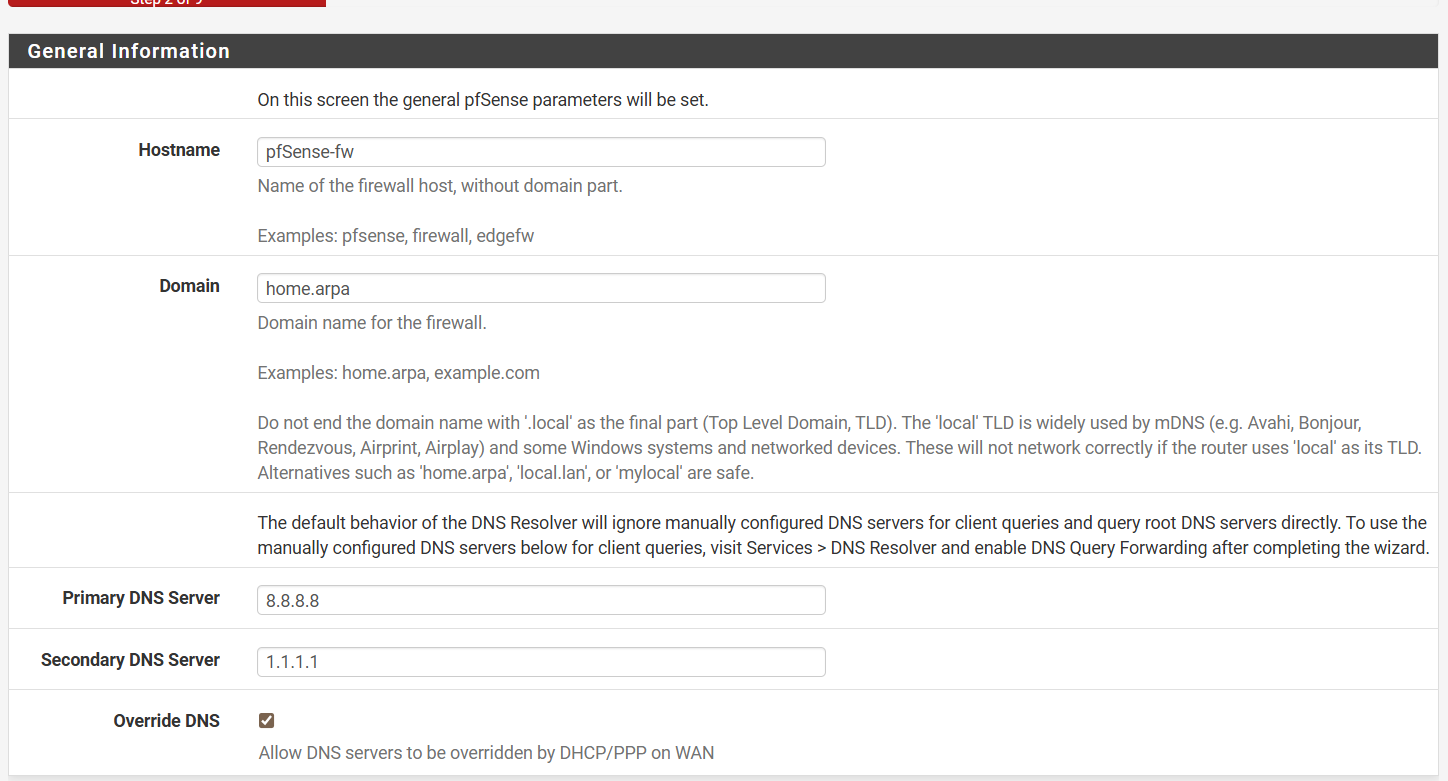 Step 2 of 9
General Information
On this screen the general pfSense parameters will be set.
Hostname
pfSense-fw
Name of the firewall host, without domain part.
Examples: pfsense, firewall, edgefw
Domain
home.arpa
Domain name for the firewall.
Examples: home.arpa, example.com
Do not end the domain name with '.local' as the final part (Top Level Domain, TLD). The 'local' TLD is widely used by mDNS (e.g. Avahi, Bonjour,
Rendezvous, Airprint, Airplay) and some Windows systems and networked devices. These will not network correctly if the router uses 'local' as its TLD.
Alternatives such as 'home.arpa', 'local.lan', or 'mylocal' are safe.
The default behavior of the DNS Resolver will ignore manually configured DNS servers for client queries and query root DNS servers directly. To use the
manually configured DNS servers below for client queries, visit Services > DNS Resolver and enable DNS Query Forwarding after completing the wizard.
Primary DNS Server
8.8.8.8
Secondary DNS Server
1.1.1.1
Override DNS
Allow DNS servers to be overridden by DHCP/PPP on WAN